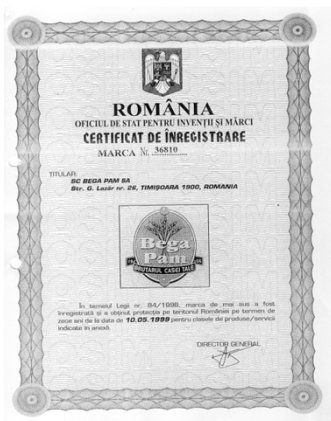 ROMÂNIA
OFICIUL DE STAT PENTRU INVENȚII ȘI MĂRCI
CERTIFICAT DE ÎNREGISTRARE
MARCA Nr. 36810
TITULAR:
SC BEGA PAM SA
Str. G. Lazăr nr. 26, TIMIȘOARA 1900, ROMANIA
Bega
Pam
BRUTARUL CASEI TALE
În temeiul Legii nr. 84/1998, marca de mai sus a fost
înregistrată și a obținut protecția pe teritoriul României pe termen de
zece ani de la data de 10.05.1999 pentru clasele de produse/servicii
indicate în anexă.
DIRECTOR GENERAL